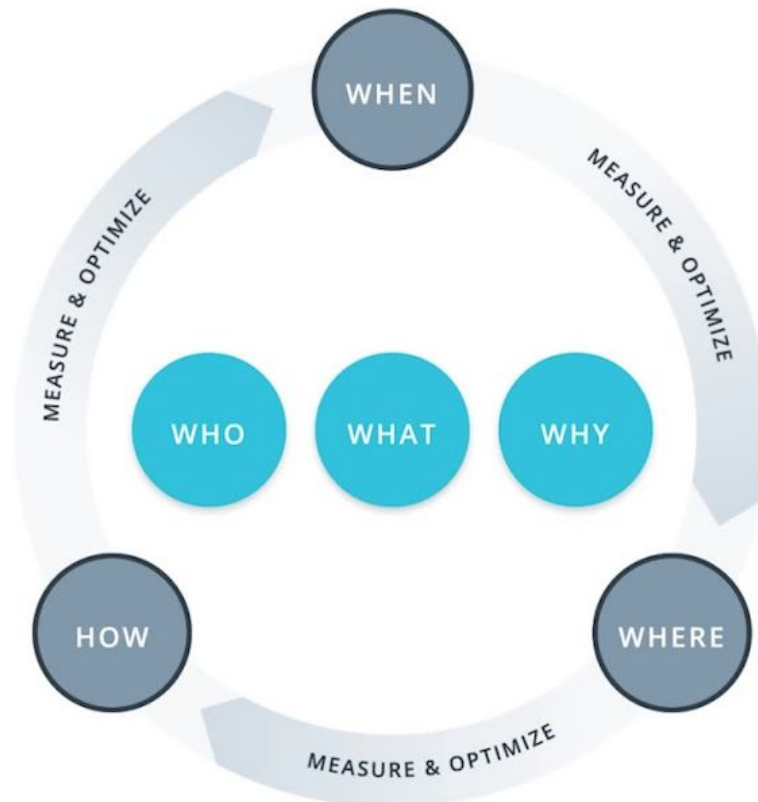 WHEN
MEASURE & OPTIMIZE
MEASURE & OPTIMIZE
WHO
WHAT
WHY
HOW
WHERE
MEASURE & OPTIMIZE